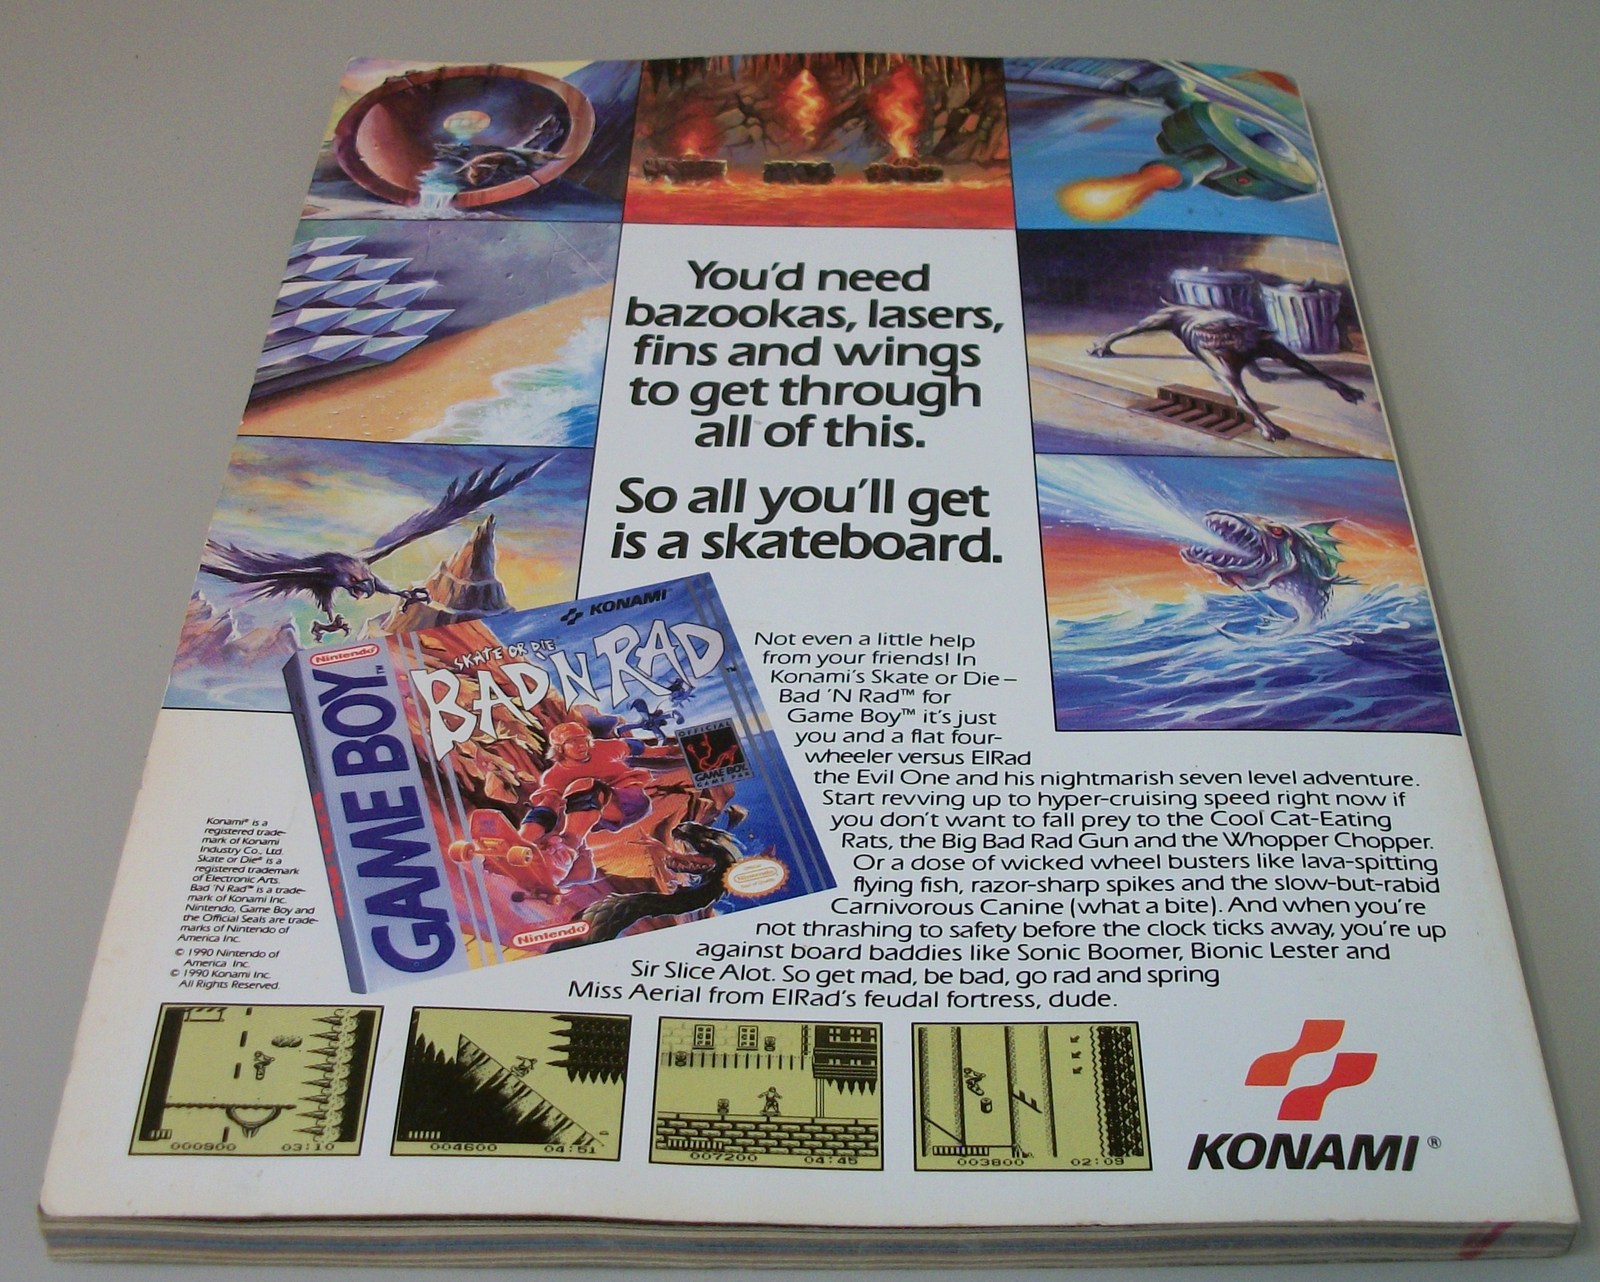 You'd need
bazookas, lasers,
fins and wings
to get through
all of this.
So all you'll get
is a skateboard.
KONAMI
Nintendo
GAME BOY™
SKATE OR DIE
BAD 'N RAD™
OFFICIAL
GAME BOY
GAME PAK
Nintendo
Nintendo
Not even a little help
from your friends! In
Konami's Skate or Die –
Bad 'N Rad™ for
Game Boy™ it's just
you and a flat four-
wheeler versus ElRad
the Evil One and his nightmarish seven level adventure.
Start revving up to hyper-cruising speed right now if
you don't want to fall prey to the Cool Cat-Eating
Rats, the Big Bad Rad Gun and the Whopper Chopper.
Or a dose of wicked wheel busters like lava-spitting
flying fish, razor-sharp spikes and the slow-but-rabid
Carnivorous Canine (what a bite). And when you're
not thrashing to safety before the clock ticks away, you're up
against board baddies like Sonic Boomer, Bionic Lester and
Sir Slice Alot. So get mad, be bad, go rad and spring
Miss Aerial from ElRad's feudal fortress, dude.
Konami® is a
registered trade-
mark of Konami
Industry Co., Ltd.
Skate or Die® is a
registered trademark
of Electronic Arts.
Bad 'N Rad™ is a trade-
mark of Konami Inc.
Nintendo, Game Boy and
the Official Seals are trade-
marks of Nintendo of
America Inc.
© 1990 Nintendo of
America Inc.
© 1990 Konami Inc.
All Rights Reserved.
000900 03:10
004600 04:51
007200 04:45
003800 02:09
KONAMI®